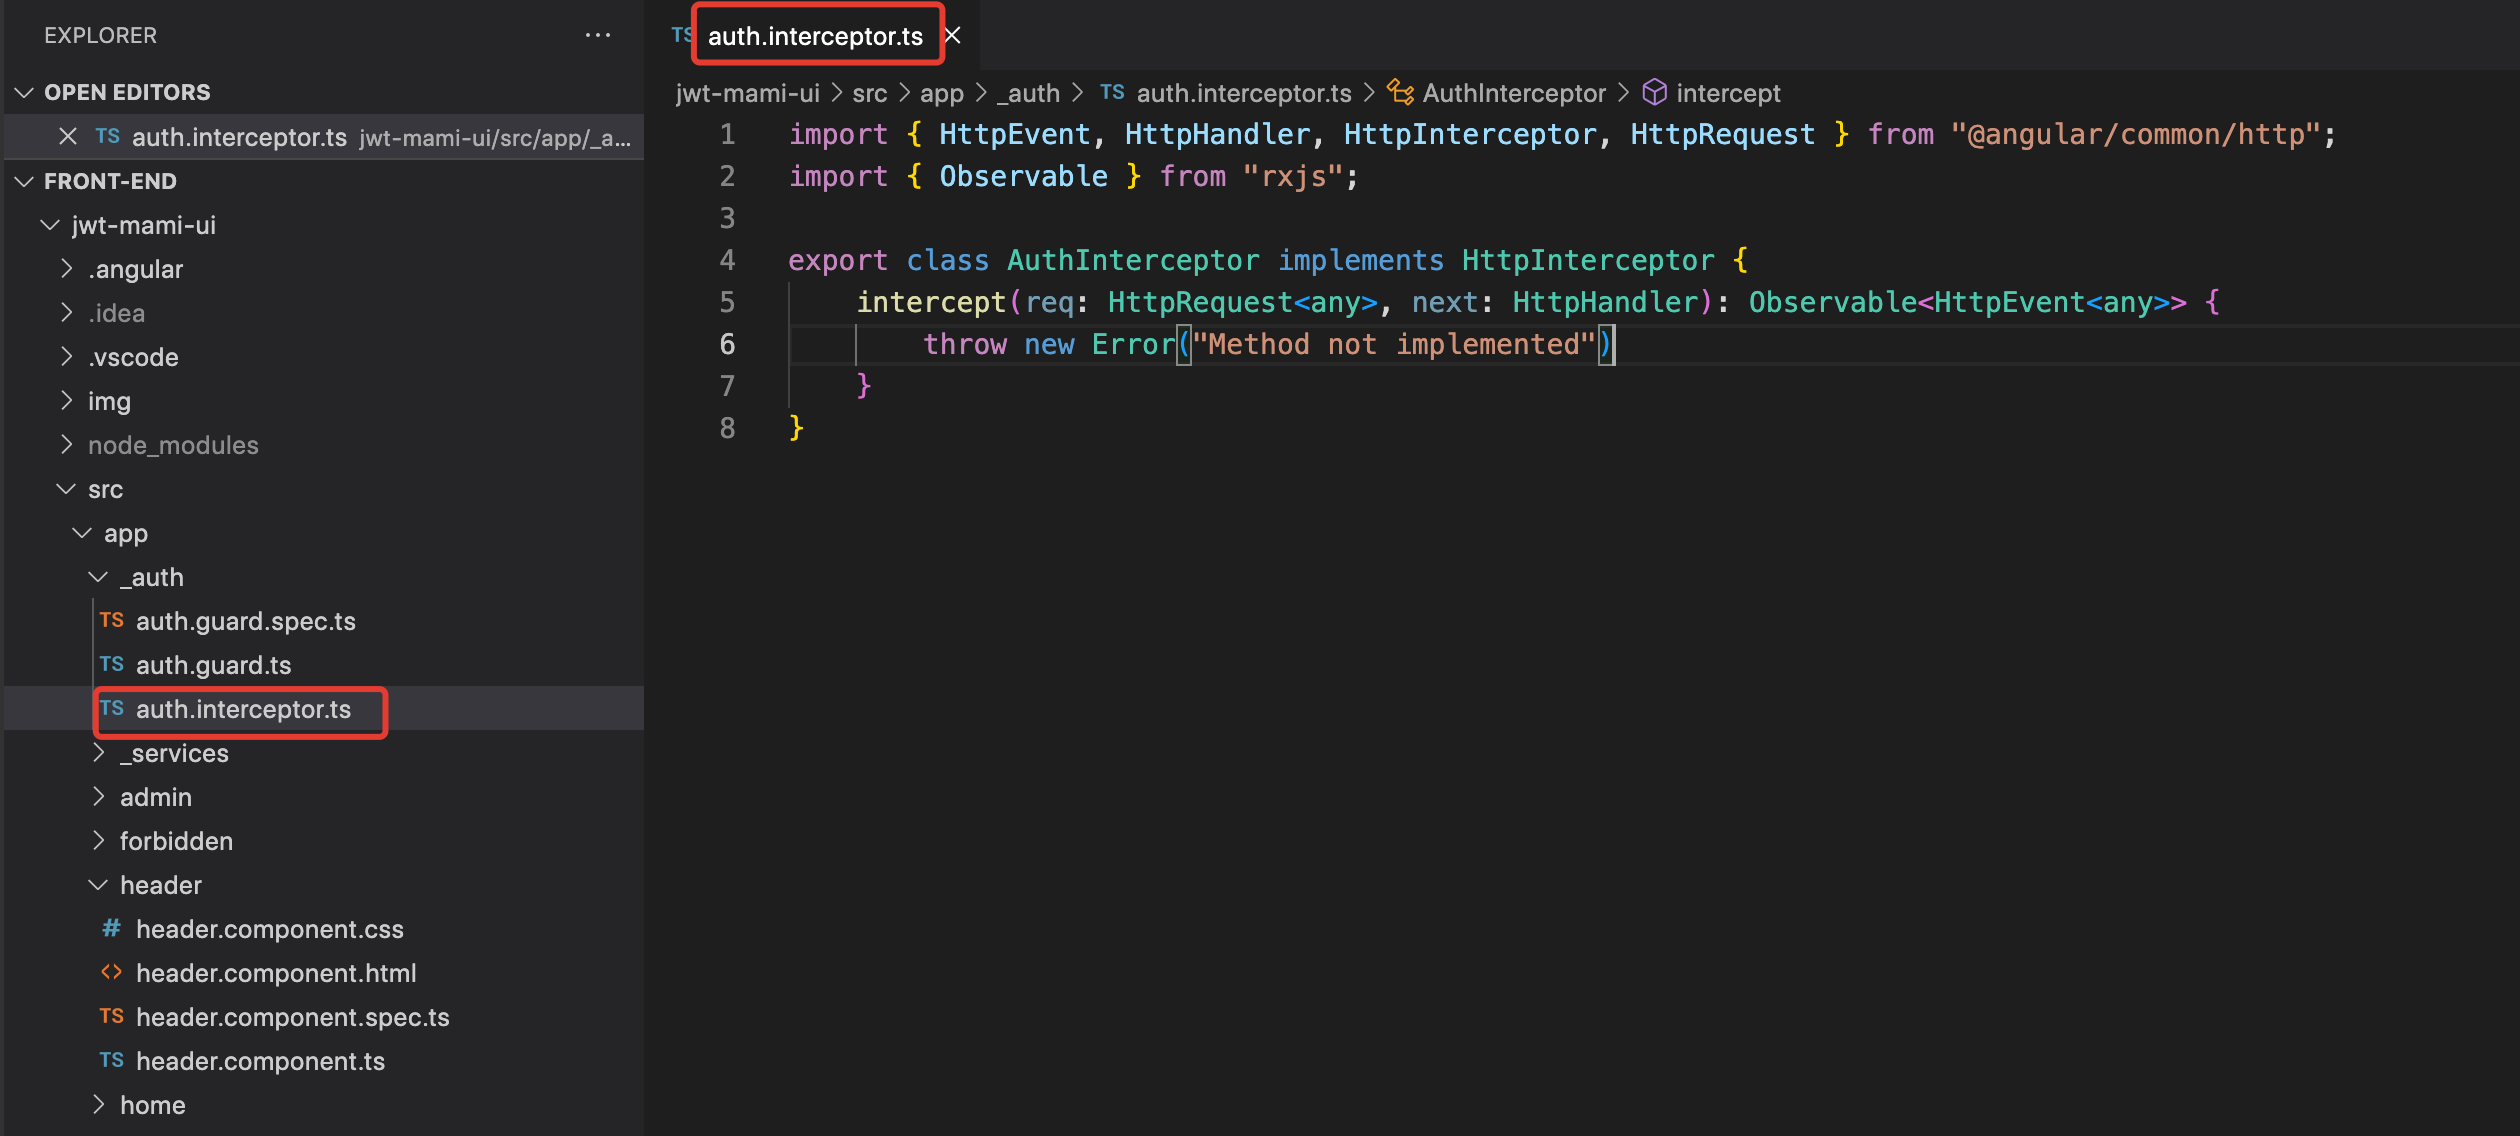 EXPLORER ...
OPEN EDITORS
TS auth.interceptor.ts jwt-mami-ui/src/app/_a...
FRONT-END
jwt-mami-ui
.angular
.idea
.vscode
img
node_modules
src
app
_auth
TS auth.guard.spec.ts
TS auth.guard.ts
TS auth.interceptor.ts
_services
admin
forbidden
header
# header.component.css
<> header.component.html
TS header.component.spec.ts
TS header.component.ts
home
TS auth.interceptor.ts
jwt-mami-ui > src > app > _auth > TS auth.interceptor.ts > AuthInterceptor > intercept
1 import { HttpEvent, HttpHandler, HttpInterceptor, HttpRequest } from "@angular/common/http";
2 import { Observable } from "rxjs";
3
4 export class AuthInterceptor implements HttpInterceptor {
5 intercept(req: HttpRequest<any>, next: HttpHandler): Observable<HttpEvent<any>> {
6 throw new Error("Method not implemented")
7 }
8 }